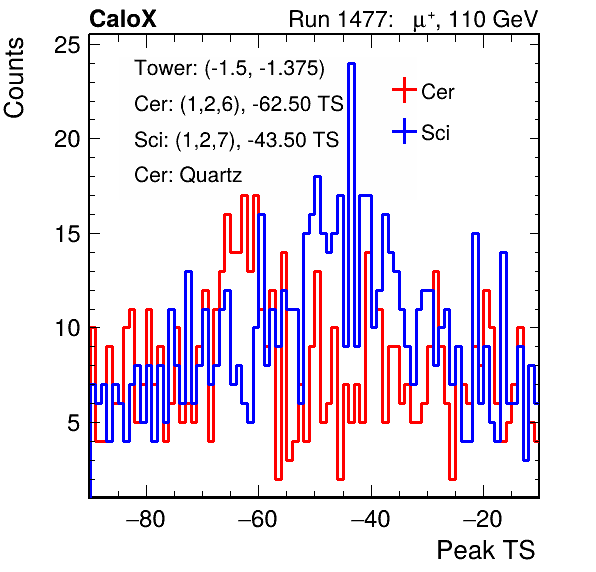 CaloX Run 1477: μ⁺, 110 GeV
Counts
Tower: (-1.5, -1.375)
Cer: (1,2,6), -62.50 TS
Sci: (1,2,7), -43.50 TS
Cer: Quartz
Cer
Sci
25
20
15
10
5
−80 −60 −40 −20
Peak TS